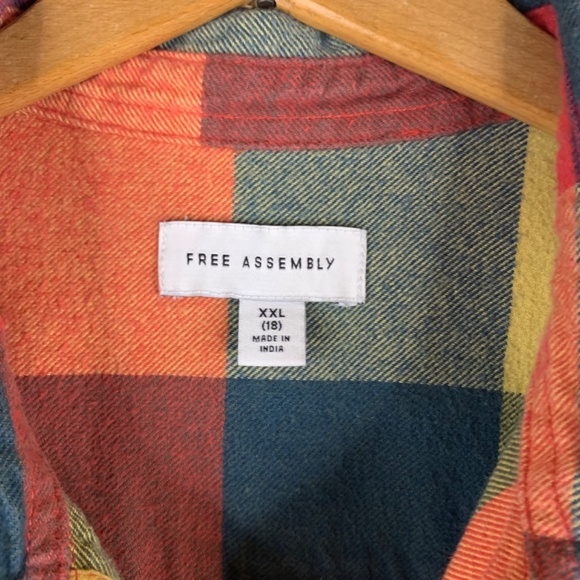 FREE ASSEMBLY
XXL
(18)
MADE IN
INDIA